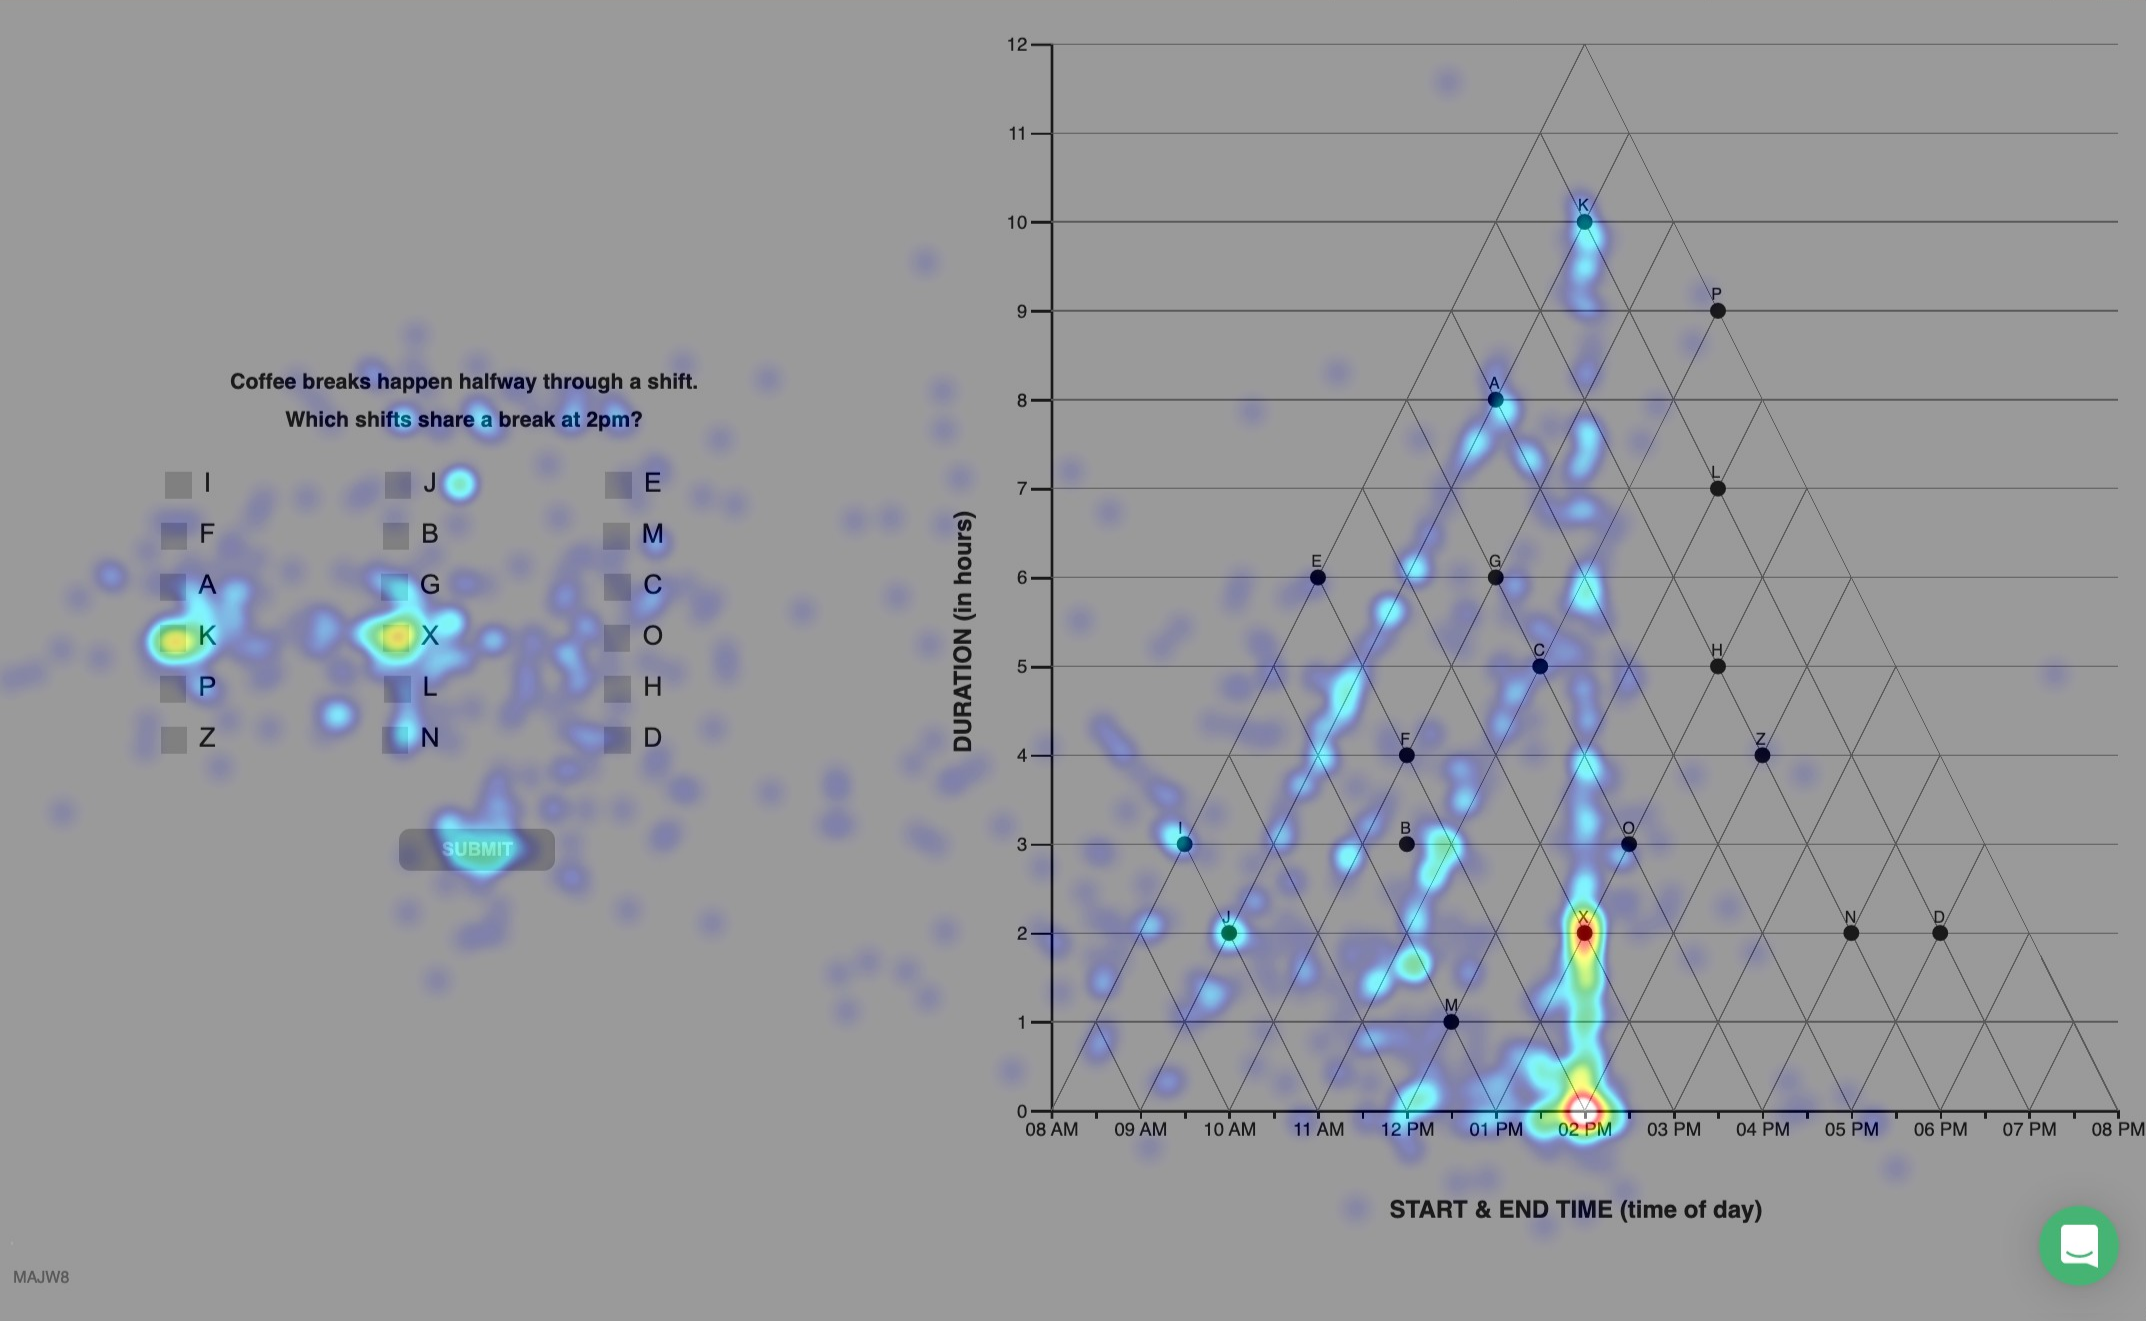 Coffee breaks happen halfway through a shift.
Which shifts share a break at 2pm?
I J E
F B M
A G C
K X O
P L H
Z N D
SUBMIT
MAJW8
DURATION (in hours)
12
11
10
9
8
7
6
5
4
3
2
1
0
K
P
A
L
E G
C H
F Z
I B O
J X N D
M
08 AM 09 AM 10 AM 11 AM 12 PM 01 PM 02 PM 03 PM 04 PM 05 PM 06 PM 07 PM 08 PM
START & END TIME (time of day)